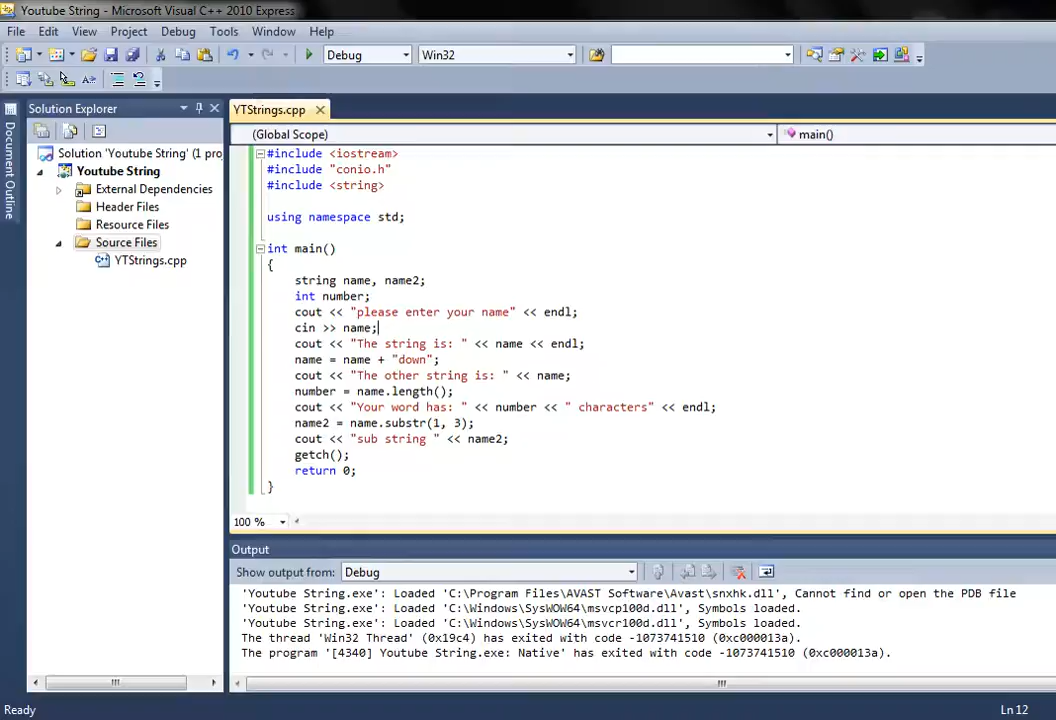 Youtube String - Microsoft Visual C++ 2010 Express
File Edit View Project Debug Tools Window Help
Debug Win32
Document Outline
Solution Explorer
Solution 'Youtube String' (1 proj
Youtube String
External Dependencies
Header Files
Resource Files
Source Files
YTStrings.cpp
YTStrings.cpp
(Global Scope) main()
#include <iostream>
#include "conio.h"
#include <string>
using namespace std;
int main()
{
string name, name2;
int number;
cout << "please enter your name" << endl;
cin >> name;
cout << "The string is: " << name << endl;
name = name + "down";
cout << "The other string is: " << name;
number = name.length();
cout << "Your word has: " << number << " characters" << endl;
name2 = name.substr(1, 3);
cout << "sub string " << name2;
getch();
return 0;
}
100 %
Output
Show output from: Debug
'Youtube String.exe': Loaded 'C:\Program Files\AVAST Software\Avast\snxhk.dll', Cannot find or open the PDB file
'Youtube String.exe': Loaded 'C:\Windows\SysWOW64\msvcp100d.dll', Symbols loaded.
'Youtube String.exe': Loaded 'C:\Windows\SysWOW64\msvcr100d.dll', Symbols loaded.
The thread 'Win32 Thread' (0x19c4) has exited with code -1073741510 (0xc000013a).
The program '[4340] Youtube String.exe: Native' has exited with code -1073741510 (0xc000013a).
Ready Ln 12